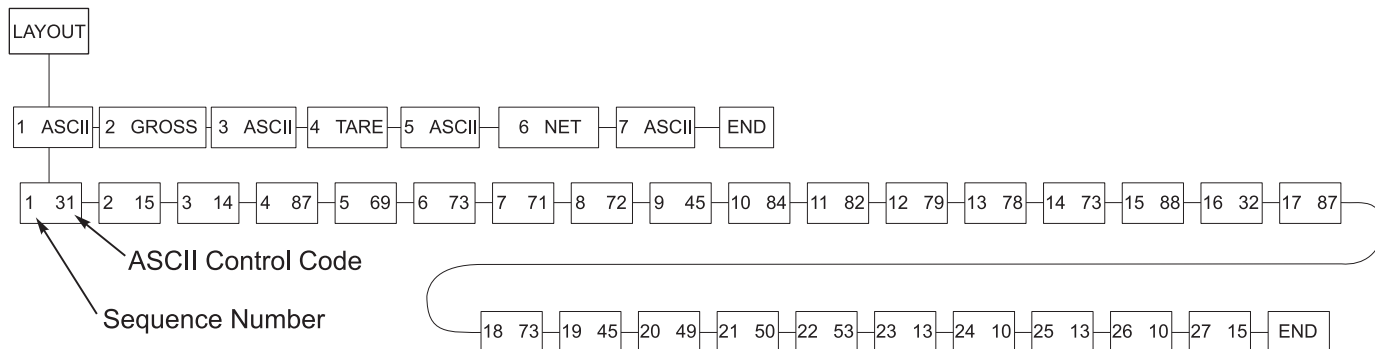 LAYOUT
1 ASCII 2 GROSS 3 ASCII 4 TARE 5 ASCII 6 NET 7 ASCII END
1 31 2 15 3 14 4 87 5 69 6 73 7 71 8 72 9 45 10 84 11 82 12 79 13 78 14 73 15 88 16 32 17 87
ASCII Control Code
Sequence Number
18 73 19 45 20 49 21 50 22 53 23 13 24 10 25 13 26 10 27 15 END